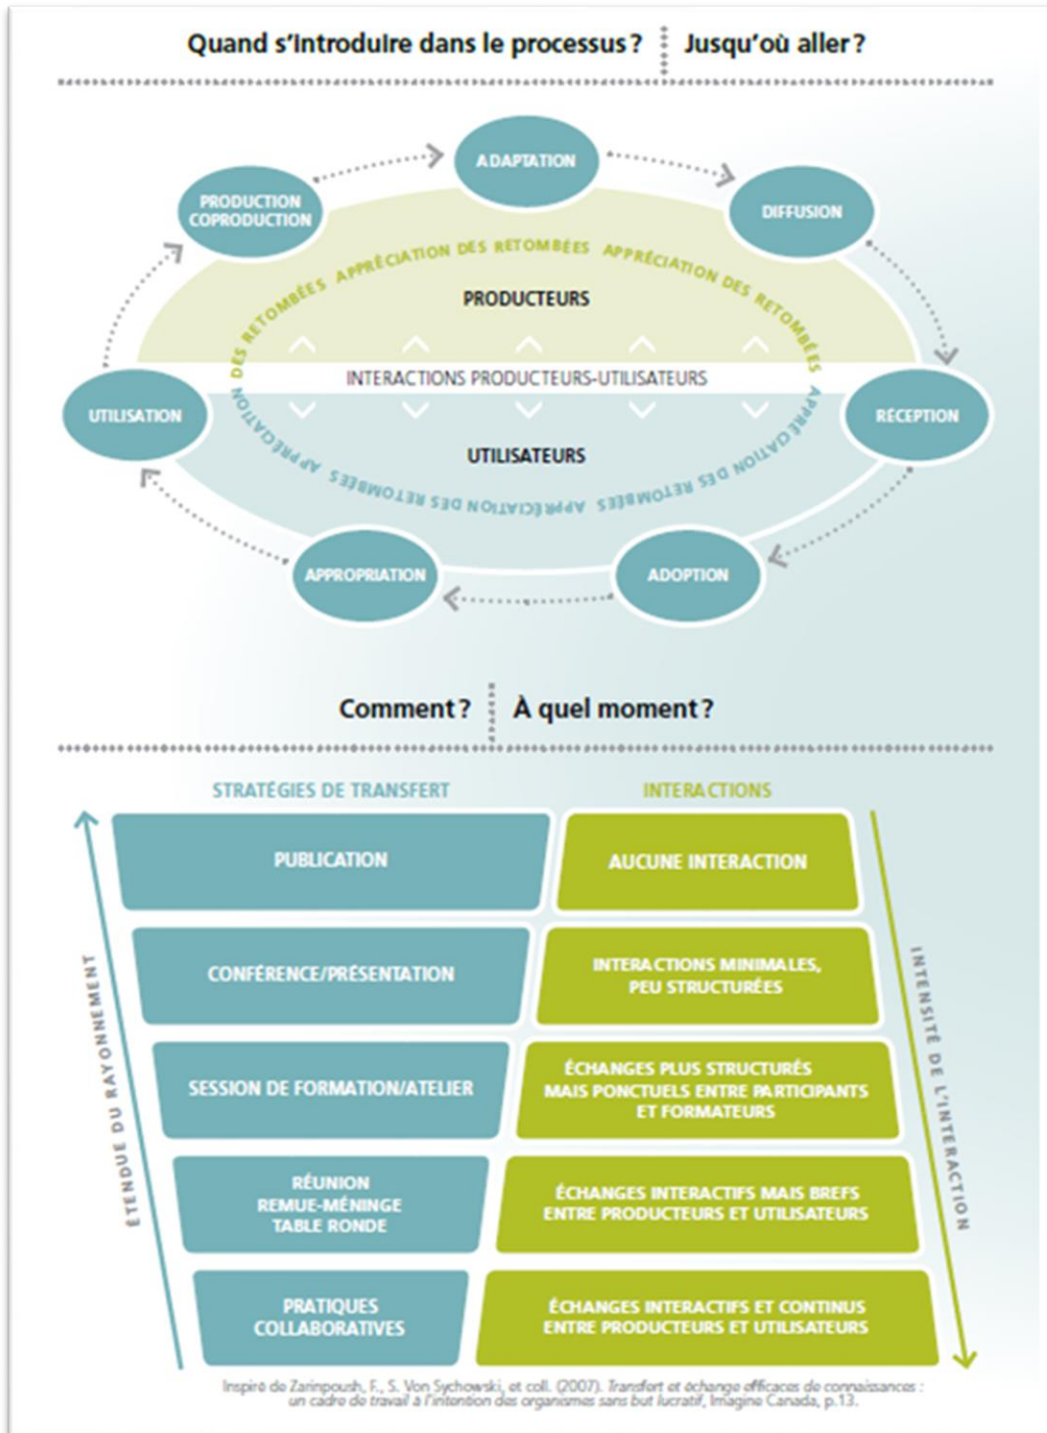 Quand s'introduire dans le processus ? Jusqu'où aller ?
ADAPTATION
PRODUCTION
COPRODUCTION
DIFFUSION
DES RETOMBÉES APPRÉCIATION DES RETOMBÉES APPRÉCIATION DES RETOMBÉES
PRODUCTEURS
INTERACTIONS PRODUCTEURS-UTILISATEURS
UTILISATION
RÉCEPTION
UTILISATEURS
APPRÉCIATION DES RETOMBÉES APPRÉCIATION DES RETOMBÉES APPRÉCIATION
APPROPRIATION
ADOPTION
Comment ? À quel moment ?
STRATÉGIES DE TRANSFERT
INTERACTIONS
PUBLICATION
AUCUNE INTERACTION
CONFÉRENCE/PRÉSENTATION
INTERACTIONS MINIMALES,
PEU STRUCTURÉES
SESSION DE FORMATION/ATELIER
ÉCHANGES PLUS STRUCTURÉS
MAIS PONCTUELS ENTRE PARTICIPANTS
ET FORMATEURS
RÉUNION
REMUE-MÉNINGE
TABLE RONDE
ÉCHANGES INTERACTIFS MAIS BREFS
ENTRE PRODUCTEURS ET UTILISATEURS
PRATIQUES
COLLABORATIVES
ÉCHANGES INTERACTIFS ET CONTINUS
ENTRE PRODUCTEURS ET UTILISATEURS
ÉTENDUE DU RAYONNEMENT
INTENSITÉ DE L'INTERACTION
Inspiré de Zarinpoush, F., S. Von Sychowski, et coll. (2007). Transfert et échange efficaces de connaissances :
un cadre de travail à l'intention des organismes sans but lucratif, Imagine Canada, p.13.